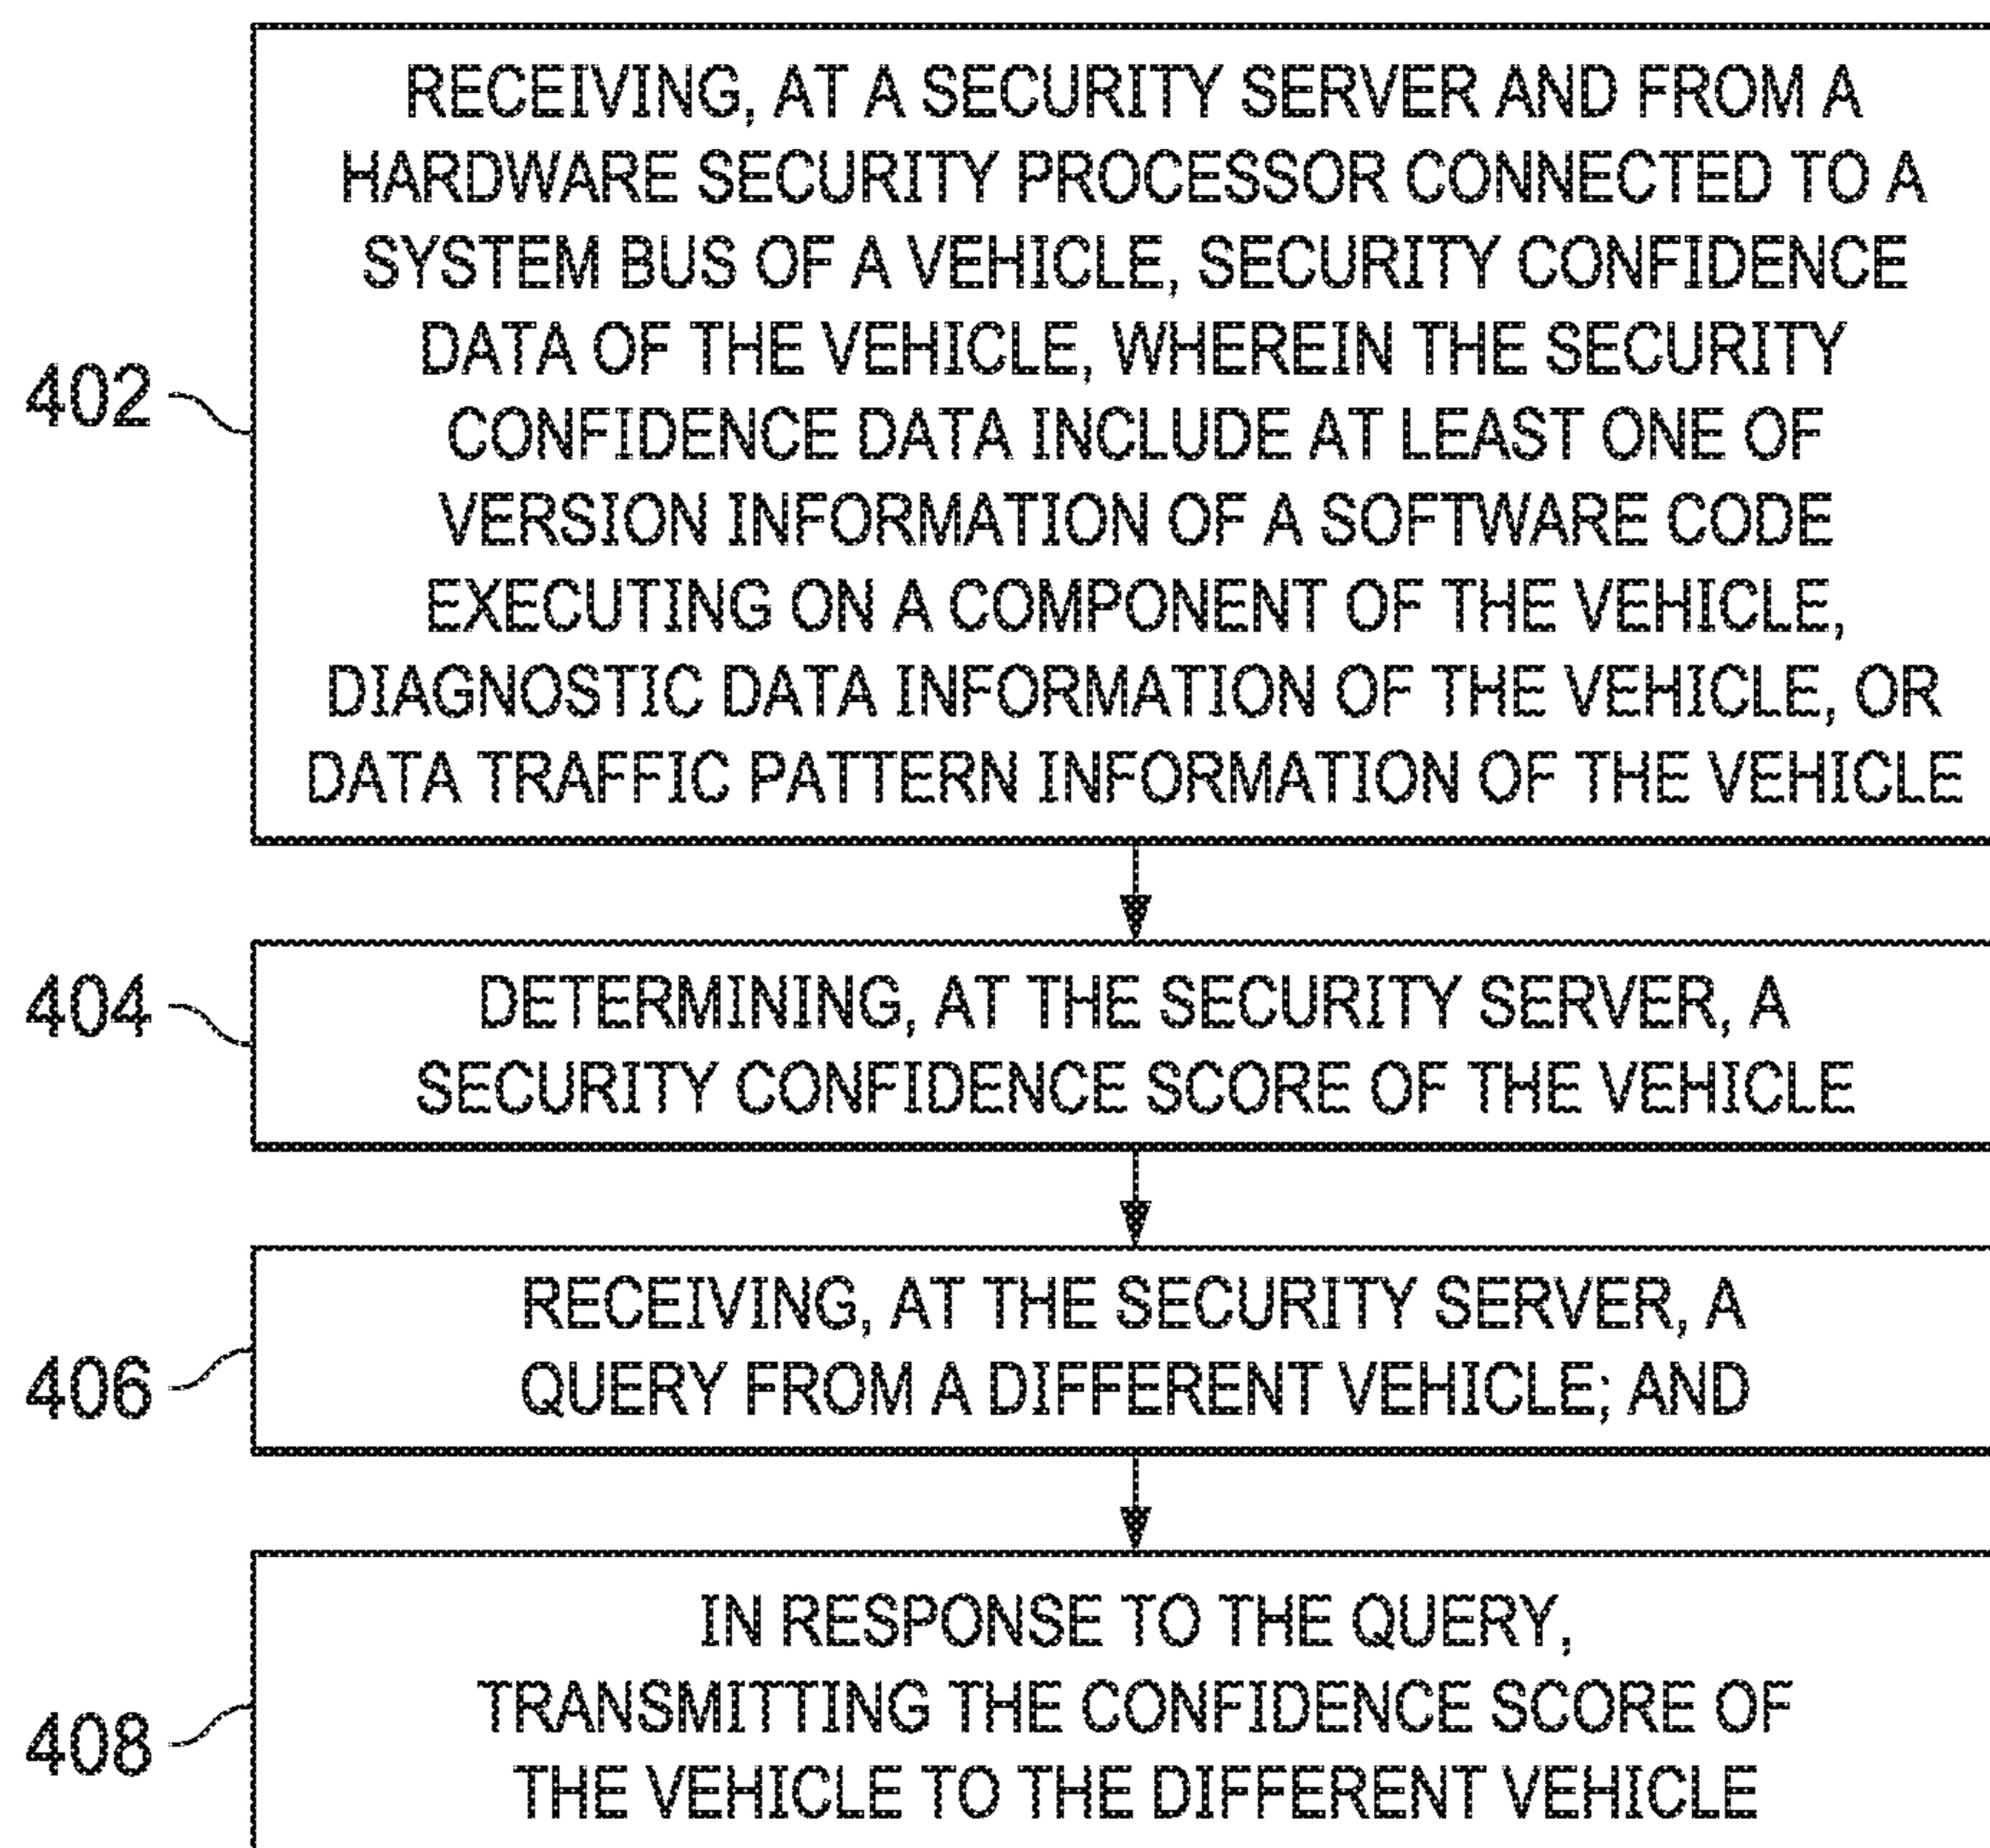 RECEIVING, AT A SECURITY SERVER AND FROM A
HARDWARE SECURITY PROCESSOR CONNECTED TO A
SYSTEM BUS OF A VEHICLE, SECURITY CONFIDENCE
DATA OF THE VEHICLE, WHEREIN THE SECURITY
CONFIDENCE DATA INCLUDE AT LEAST ONE OF
VERSION INFORMATION OF A SOFTWARE CODE
EXECUTING ON A COMPONENT OF THE VEHICLE,
DIAGNOSTIC DATA INFORMATION OF THE VEHICLE, OR
DATA TRAFFIC PATTERN INFORMATION OF THE VEHICLE
402
DETERMINING, AT THE SECURITY SERVER, A
SECURITY CONFIDENCE SCORE OF THE VEHICLE
404
RECEIVING, AT THE SECURITY SERVER, A
QUERY FROM A DIFFERENT VEHICLE; AND
406
IN RESPONSE TO THE QUERY,
TRANSMITTING THE CONFIDENCE SCORE OF
THE VEHICLE TO THE DIFFERENT VEHICLE
408